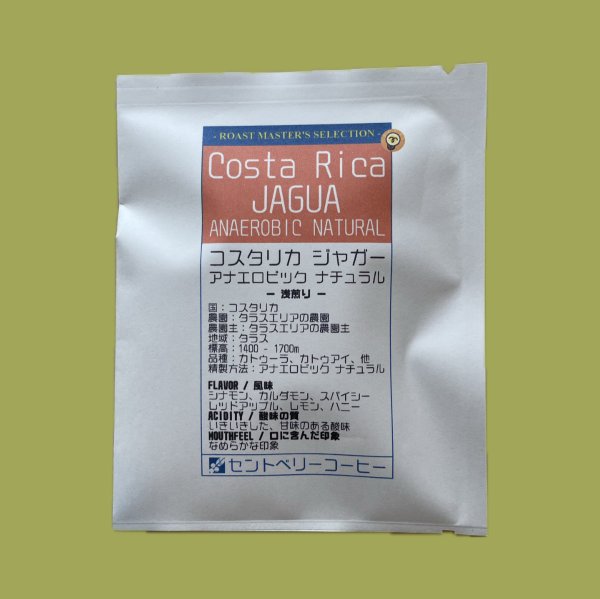 - ROAST MASTER'S SELECTION -
Costa Rica
JAGUA
ANAEROBIC NATURAL
コスタリカ ジャガー
アナエロビック ナチュラル
– 浅煎り –
国：コスタリカ
農園：タラスエリアの農園
農園主：タラスエリアの農園主
地域：タラス
標高：1400 - 1700m
品種：カトゥーラ、カトゥアイ、他
精製方法：アナエロビック ナチュラル
FLAVOR / 風味
シナモン、カルダモン、スパイシー
レッドアップル、レモン、ハニー
ACIDITY / 酸味の質
いきいきした、甘味のある酸味
MOUTHFEEL / 口に含んだ印象
なめらかな印象
セントベリーコーヒー